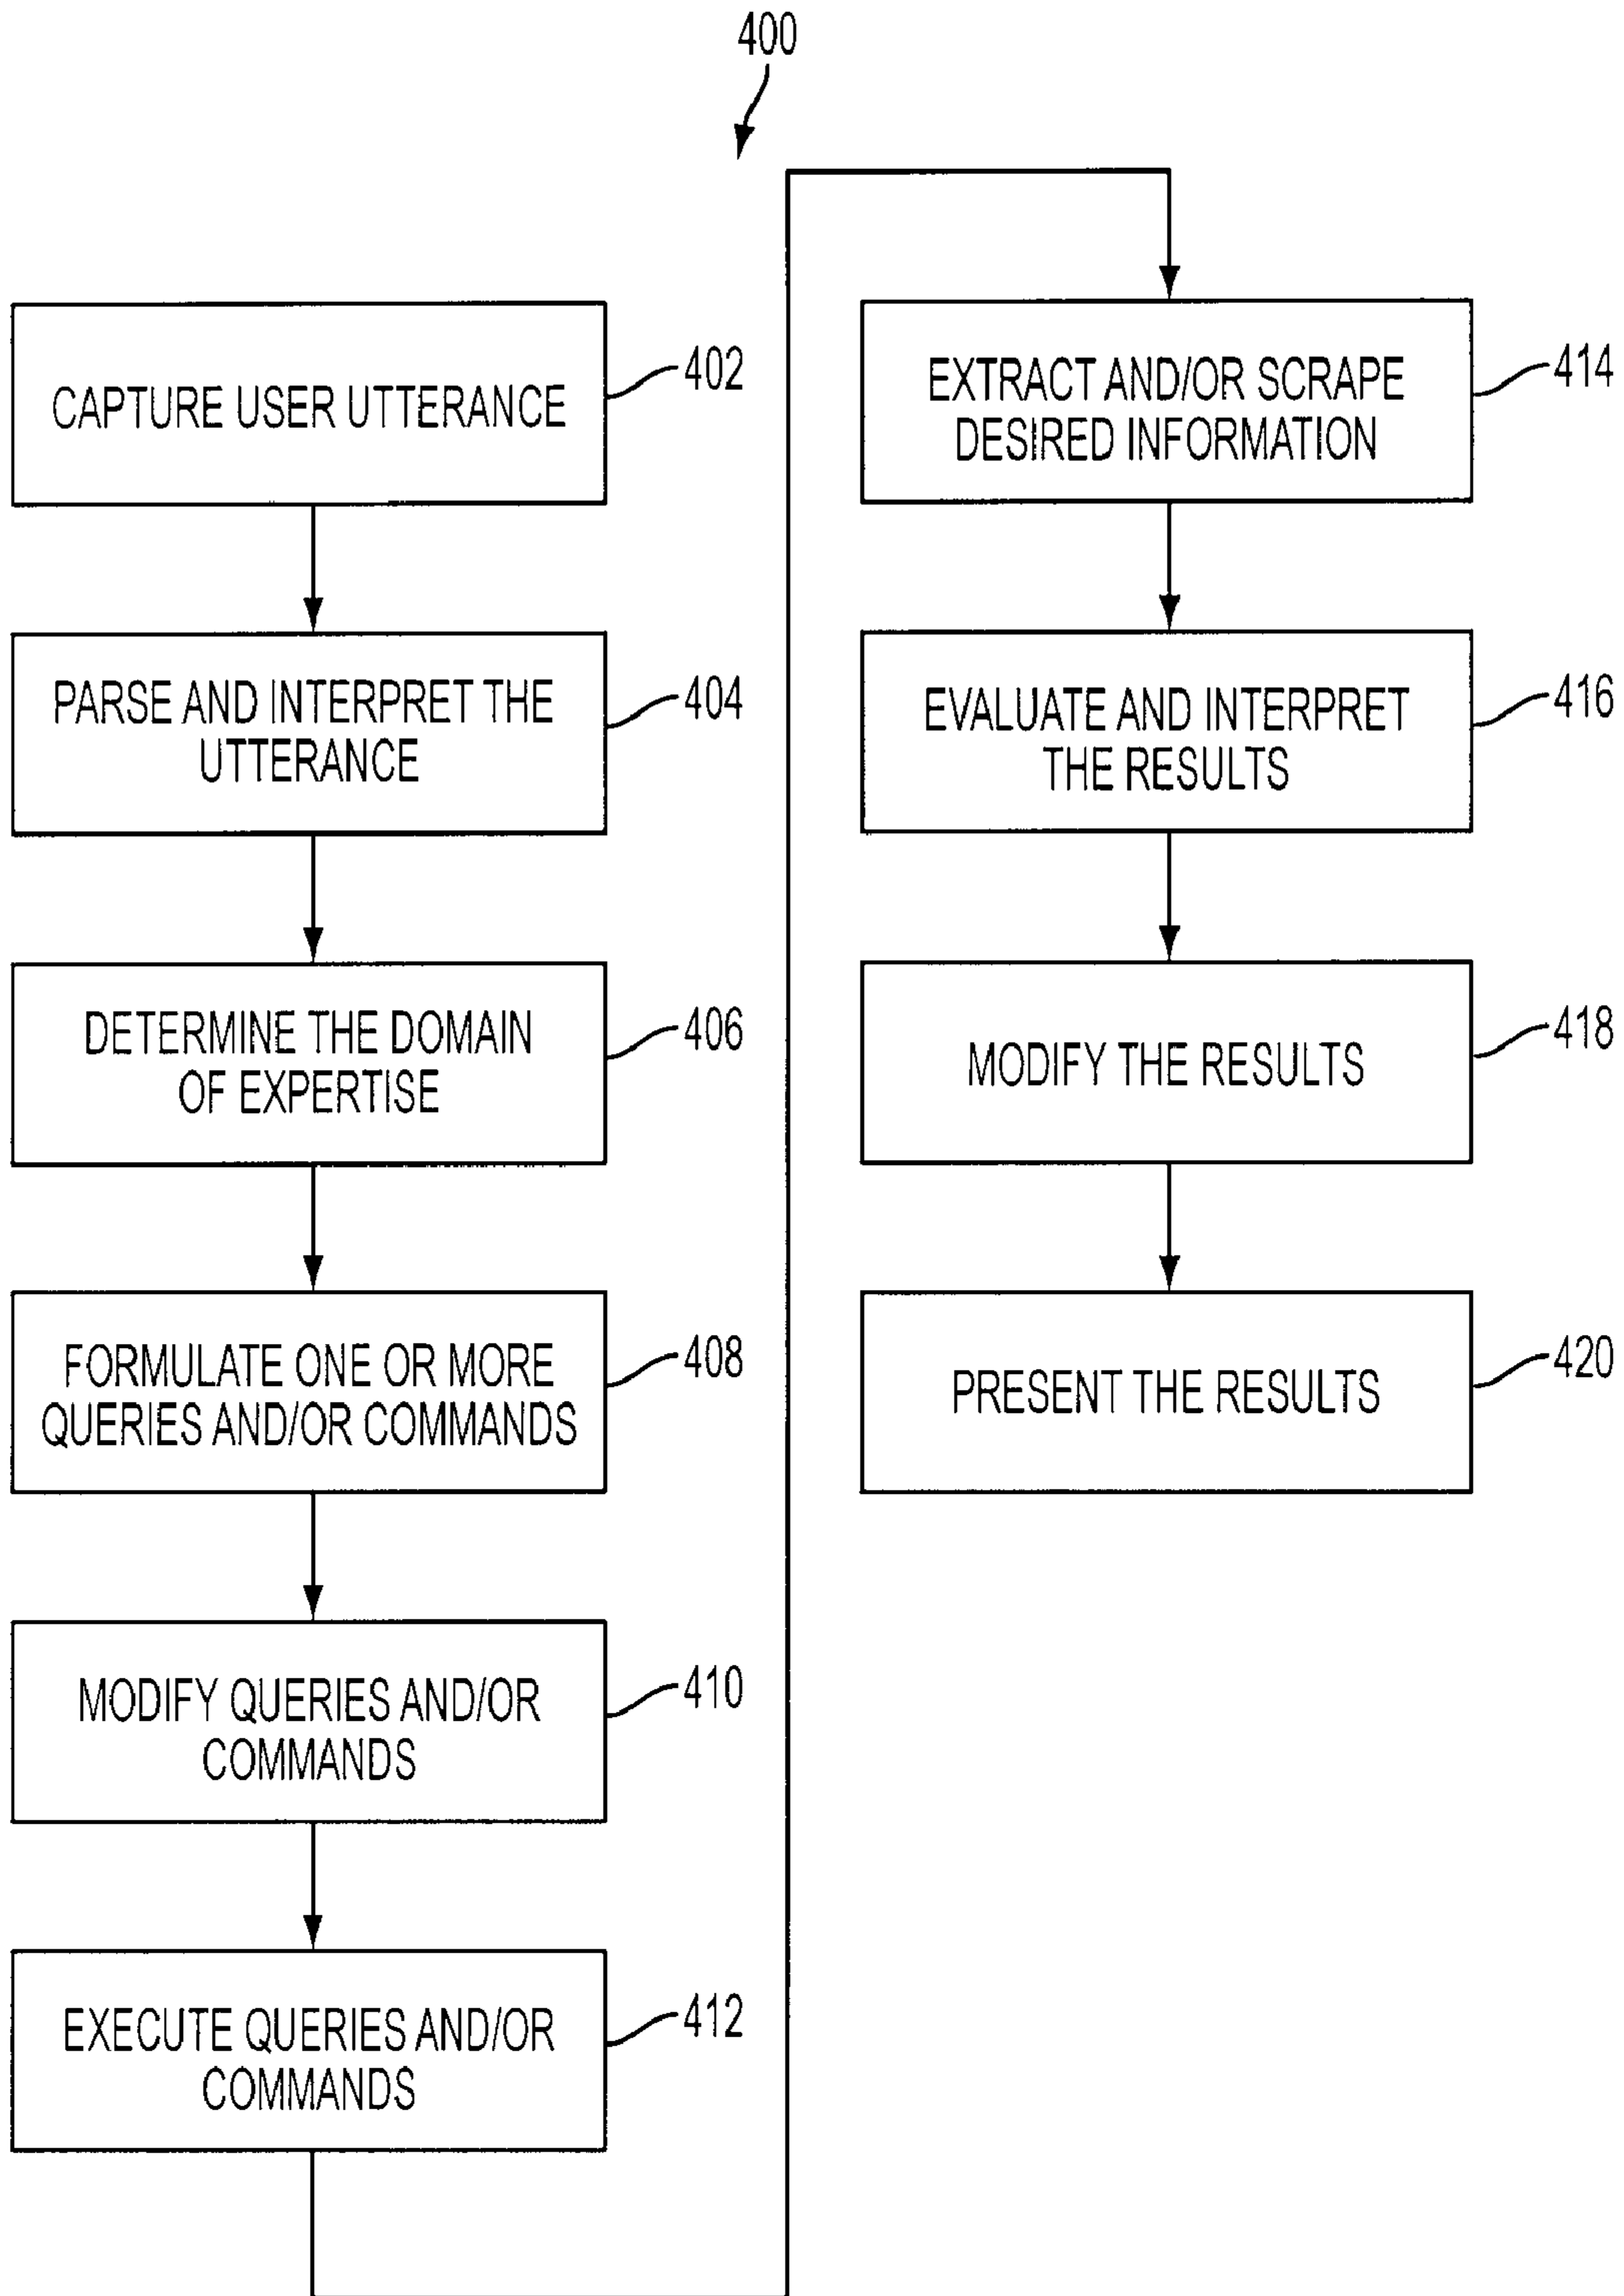 400
CAPTURE USER UTTERANCE
402
PARSE AND INTERPRET THE
UTTERANCE
404
DETERMINE THE DOMAIN
OF EXPERTISE
406
FORMULATE ONE OR MORE
QUERIES AND/OR COMMANDS
408
MODIFY QUERIES AND/OR
COMMANDS
410
EXECUTE QUERIES AND/OR
COMMANDS
412
EXTRACT AND/OR SCRAPE
DESIRED INFORMATION
414
EVALUATE AND INTERPRET
THE RESULTS
416
MODIFY THE RESULTS
418
PRESENT THE RESULTS
420